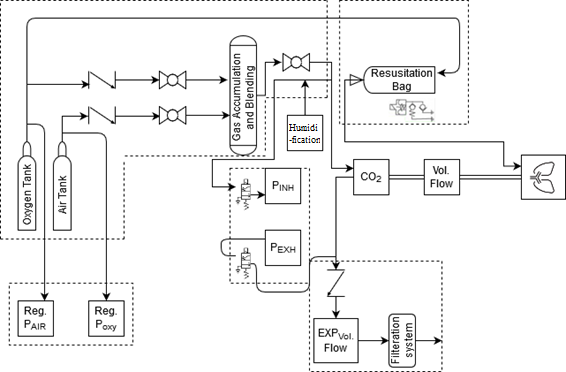 Resusitation
Bag
Gas Accumulation
and Blending
Humidi
-fication
Oxygen Tank
Air Tank
PINH
CO2
Vol.
Flow
PEXH
Reg.
PAIR
Reg.
Poxy
EXPVol.
Flow
Filteration
system